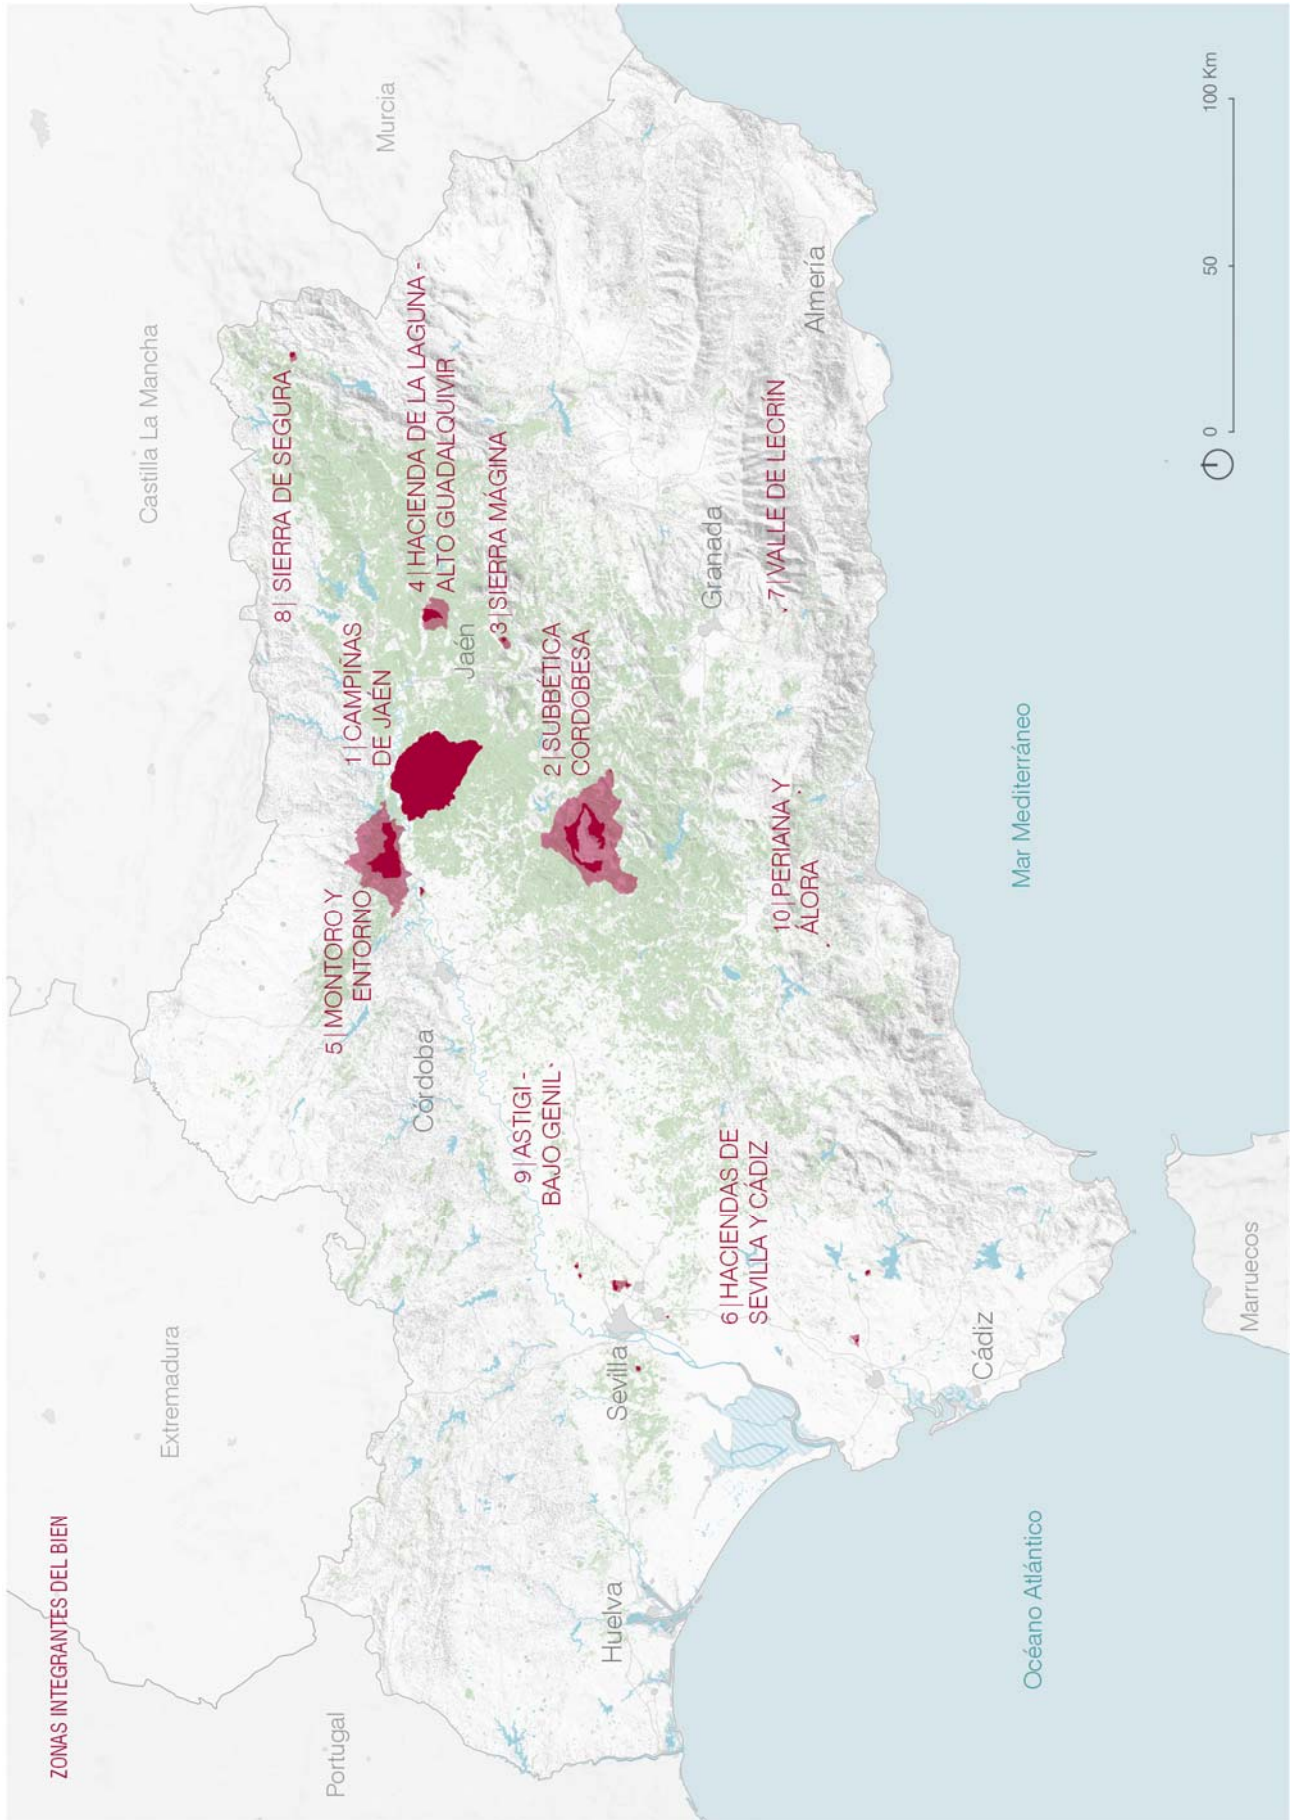 ZONAS INTEGRANTES DEL BIEN
Extremadura
Castilla La Mancha
Portugal
Murcia
8| SIERRA DE SEGURA
1| CAMPIÑAS
DE JAÉN
5| MONTORO Y
ENTORNO
4| HACIENDA DE LA LAGUNA -
ALTO GUADALQUIVIR
Jaén
3| SIERRA MÁGINA
Córdoba
2| SUBBÉTICA
CORDOBESA
9| ASTIGI -
BAJO GENIL
Huelva
Sevilla
Granada
Almería
7| VALLE DE LECRÍN
6| HACIENDAS DE
SEVILLA Y CÁDIZ
10| PERIANA Y
ÁLORA
Cádiz
Océano Atlántico
Mar Mediterráneo
Marruecos
0 50 100 Km